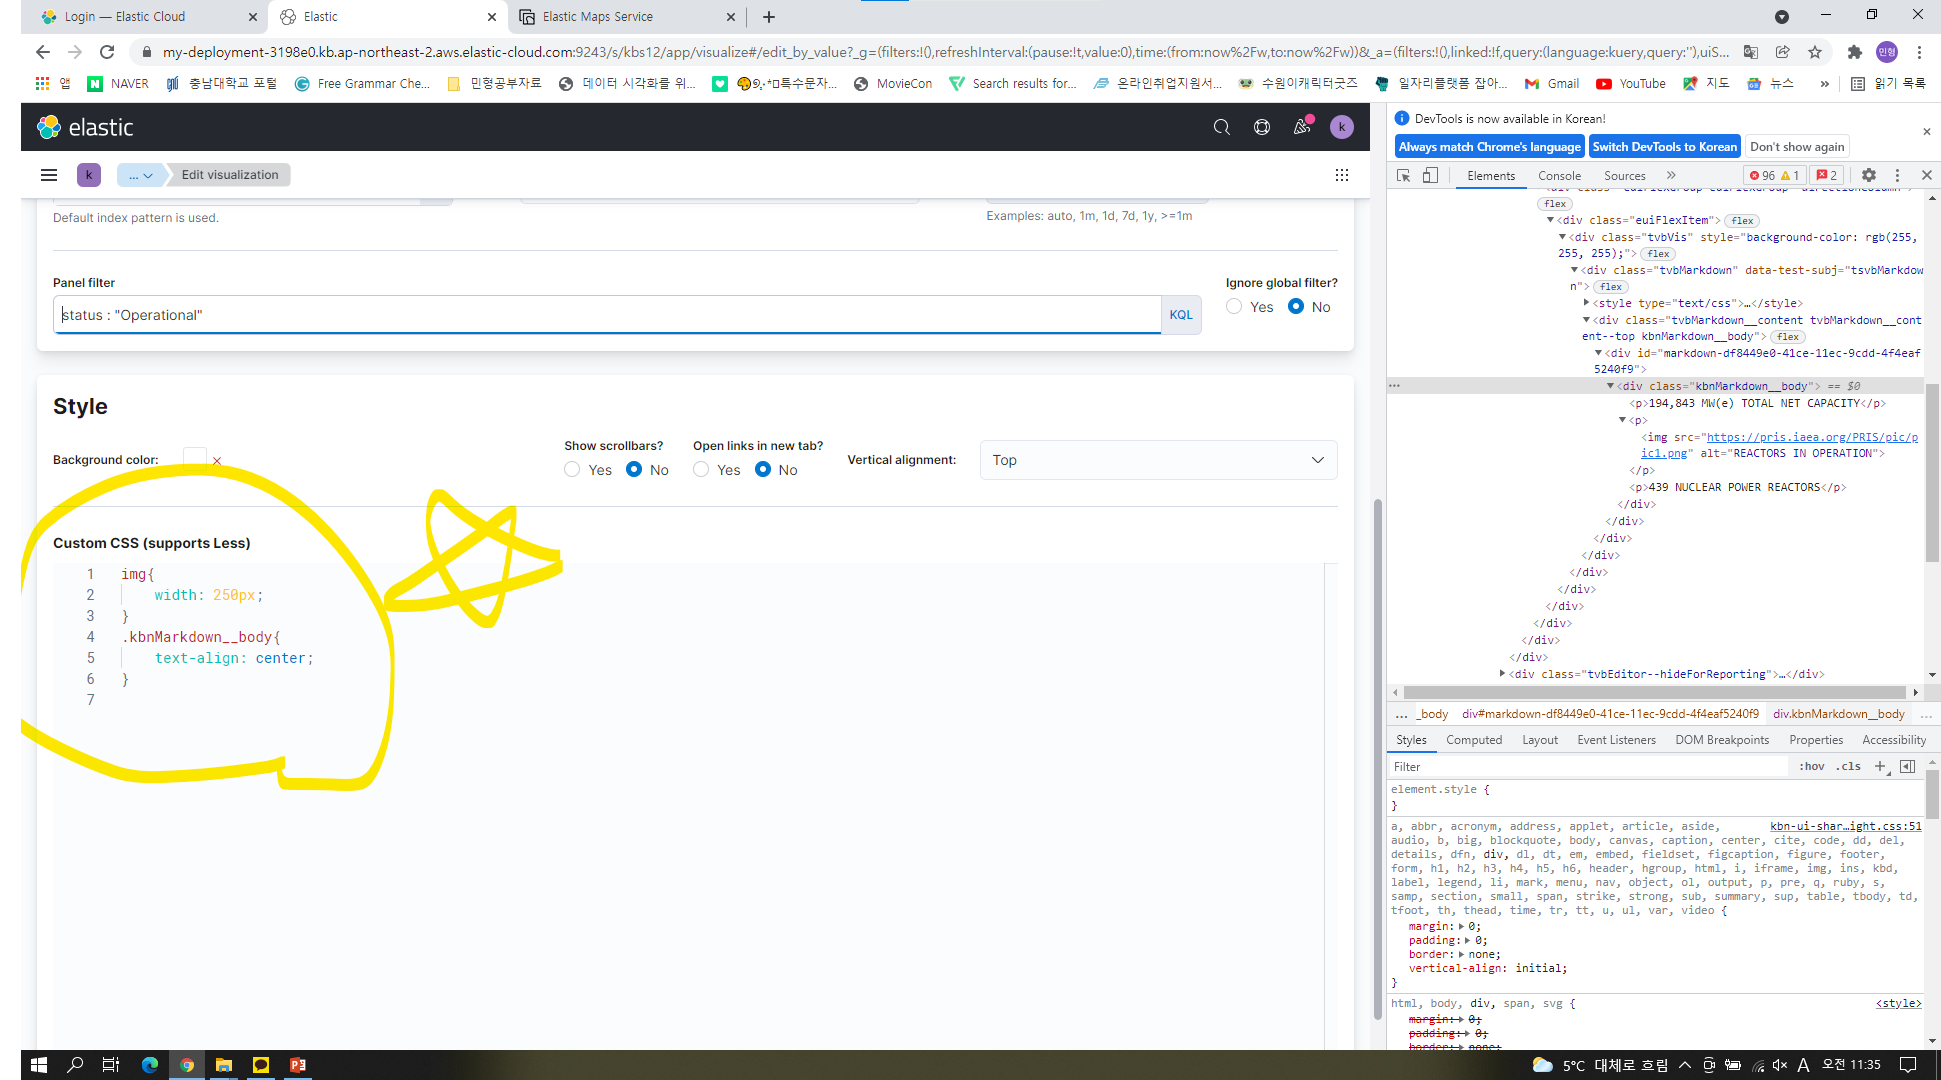 Login — Elastic Cloud
Elastic
Elastic Maps Service
my-deployment-3198e0.kb.ap-northeast-2.aws.elastic-cloud.com:9243/s/kbs12/app/visualize#/edit_by_value?_g=(filters:!(),refreshInterval:(pause:!t,value:0),time:(from:now%2Fw,to:now%2Fw))&_a=(filters:!(),linked:!f,query:(language:kuery,query:''),uiS...
민형
앱 NAVER 충남대학교 포털 Free Grammar Che... 민형공부자료 데이터 시각화를 위... MovieCon Search results for... 온라인취업지원서... 수원이캐릭터굿즈 일자리플랫폼 잡아... Gmail YouTube 지도 뉴스 » 읽기 목록
elastic
k
k ... Edit visualization
Default index pattern is used.
Examples: auto, 1m, 1d, 7d, 1y, >=1m
Panel filter
Ignore global filter?
status : "Operational" KQL
Yes No
Style
Background color:
Show scrollbars?
Yes No
Open links in new tab?
Yes No
Vertical alignment: Top
Custom CSS (supports Less)
1 img{
2 width: 250px;
3 }
4 .kbnMarkdown__body{
5 text-align: center;
6 }
7
DevTools is now available in Korean!
Always match Chrome's language Switch DevTools to Korean Don't show again
Elements Console Sources » 96 1 2
flex
<div class="euiFlexItem"> flex
<div class="tvbVis" style="background-color: rgb(255,
255, 255);"> flex
<div class="tvbMarkdown" data-test-subj="tsvbMarkdow
n"> flex
<style type="text/css">…</style>
<div class="tvbMarkdown__content tvbMarkdown__cont
ent--top kbnMarkdown__body"> flex
<div id="markdown-df8449e0-41ce-11ec-9cdd-4f4eaf
5240f9">
<div class="kbnMarkdown__body"> == $0
<p>194,843 MW(e) TOTAL NET CAPACITY</p>
<p>
<img src="https://pris.iaea.org/PRIS/pic/p
ic1.png" alt="REACTORS IN OPERATION">
</p>
<p>439 NUCLEAR POWER REACTORS</p>
</div>
</div>
</div>
</div>
</div>
</div>
</div>
</div>
</div>
</div>
<div class="tvbEditor--hideForReporting">…</div>
... _body div#markdown-df8449e0-41ce-11ec-9cdd-4f4eaf5240f9 div.kbnMarkdown__body ...
Styles Computed Layout Event Listeners DOM Breakpoints Properties Accessibility
Filter :hov .cls +
element.style {
}
kbn-ui-shar…ight.css:51
a, abbr, acronym, address, applet, article, aside,
audio, b, big, blockquote, body, canvas, caption, center, cite, code, dd, del,
details, dfn, div, dl, dt, em, embed, fieldset, figcaption, figure, footer,
form, h1, h2, h3, h4, h5, h6, header, hgroup, html, i, iframe, img, ins, kbd,
label, legend, li, mark, menu, nav, object, ol, output, p, pre, q, ruby, s,
samp, section, small, span, strike, strong, sub, summary, sup, table, tbody, td,
tfoot, th, thead, time, tr, tt, u, ul, var, video {
margin: 0;
padding: 0;
border: none;
vertical-align: initial;
}
html, body, div, span, svg { <style>
margin: 0;
padding: 0;
border: none;
5°C 대체로 흐림 A 오전 11:35